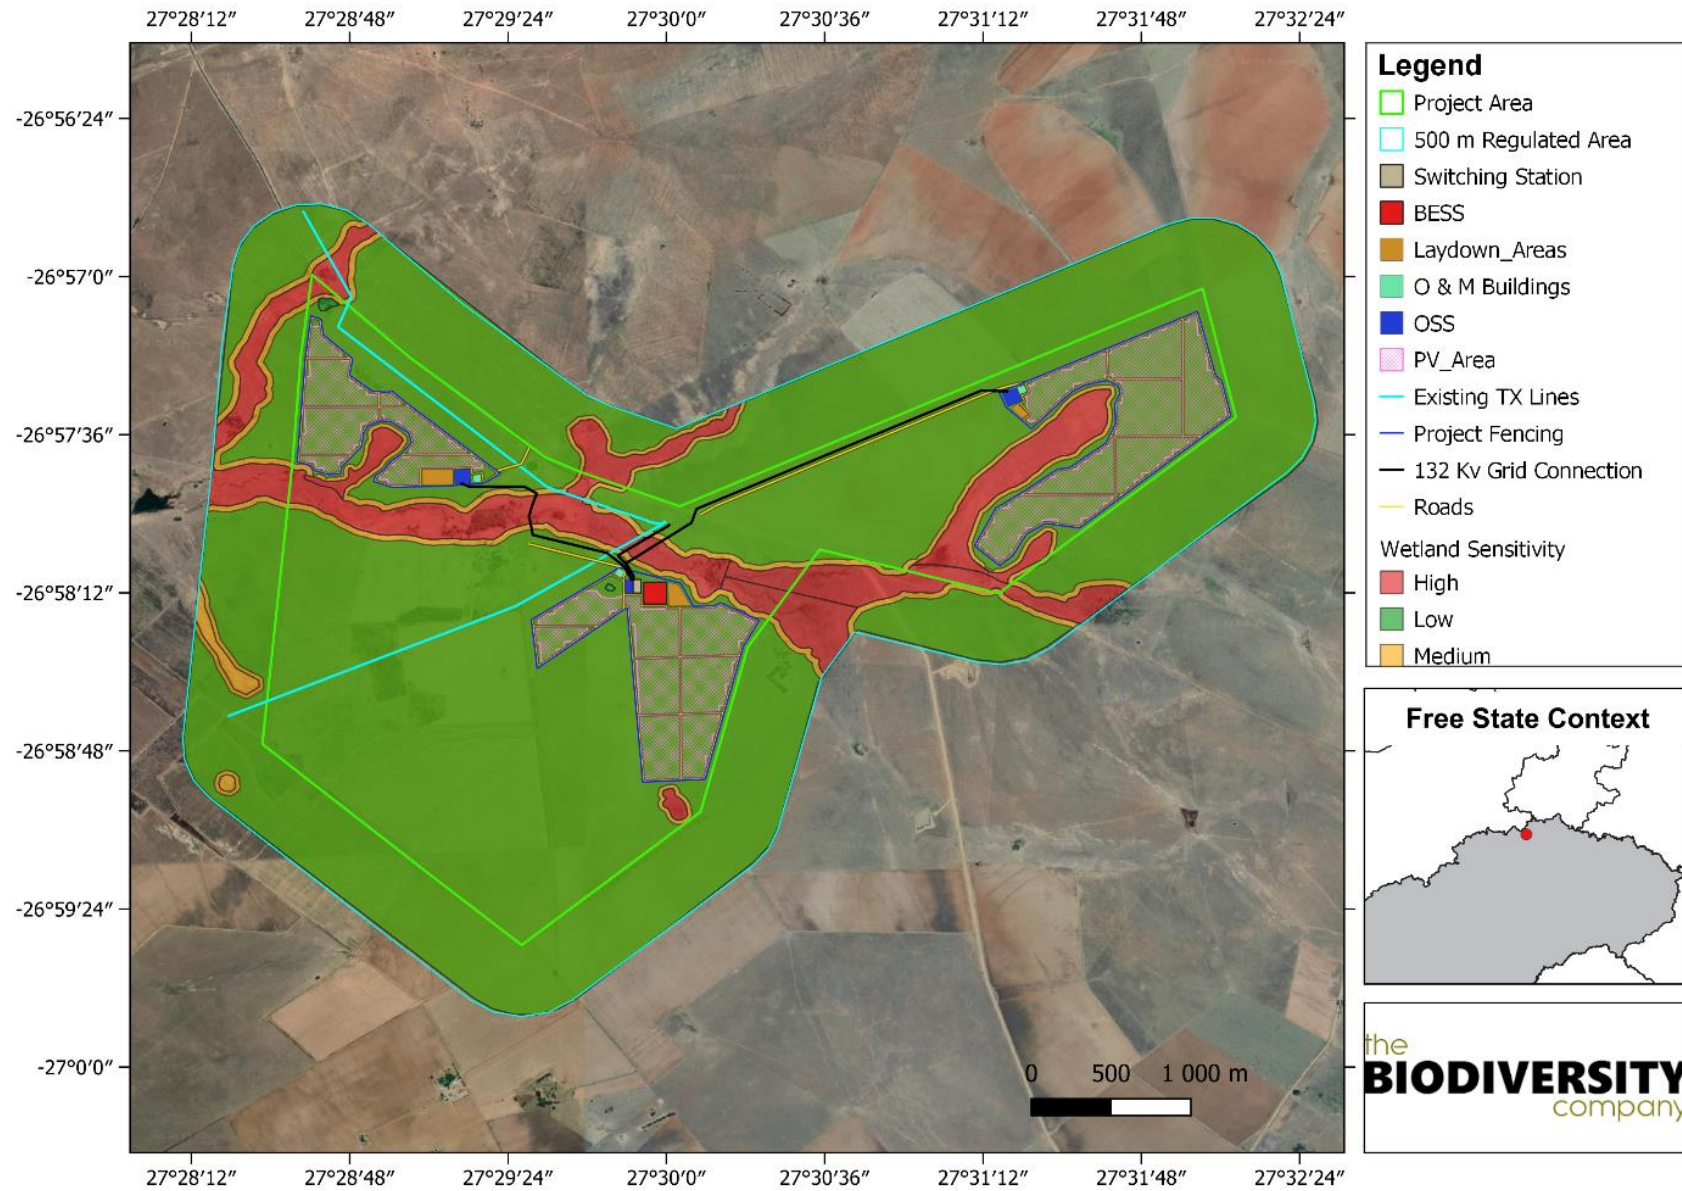 27°28′12″ 27°28′48″ 27°29′24″ 27°30′0″ 27°30′36″ 27°31′12″ 27°31′48″ 27°32′24″
-26°56′24″
-26°57′0″
-26°57′36″
-26°58′12″
-26°58′48″
-26°59′24″
-27°0′0″
0 500 1 000 m
27°28′12″ 27°28′48″ 27°29′24″ 27°30′0″ 27°30′36″ 27°31′12″ 27°31′48″ 27°32′24″
Legend
Project Area
500 m Regulated Area
Switching Station
BESS
Laydown_Areas
O & M Buildings
OSS
PV_Area
Existing TX Lines
Project Fencing
132 Kv Grid Connection
Roads
Wetland Sensitivity
High
Low
Medium
Free State Context
the
BIODIVERSITY
company